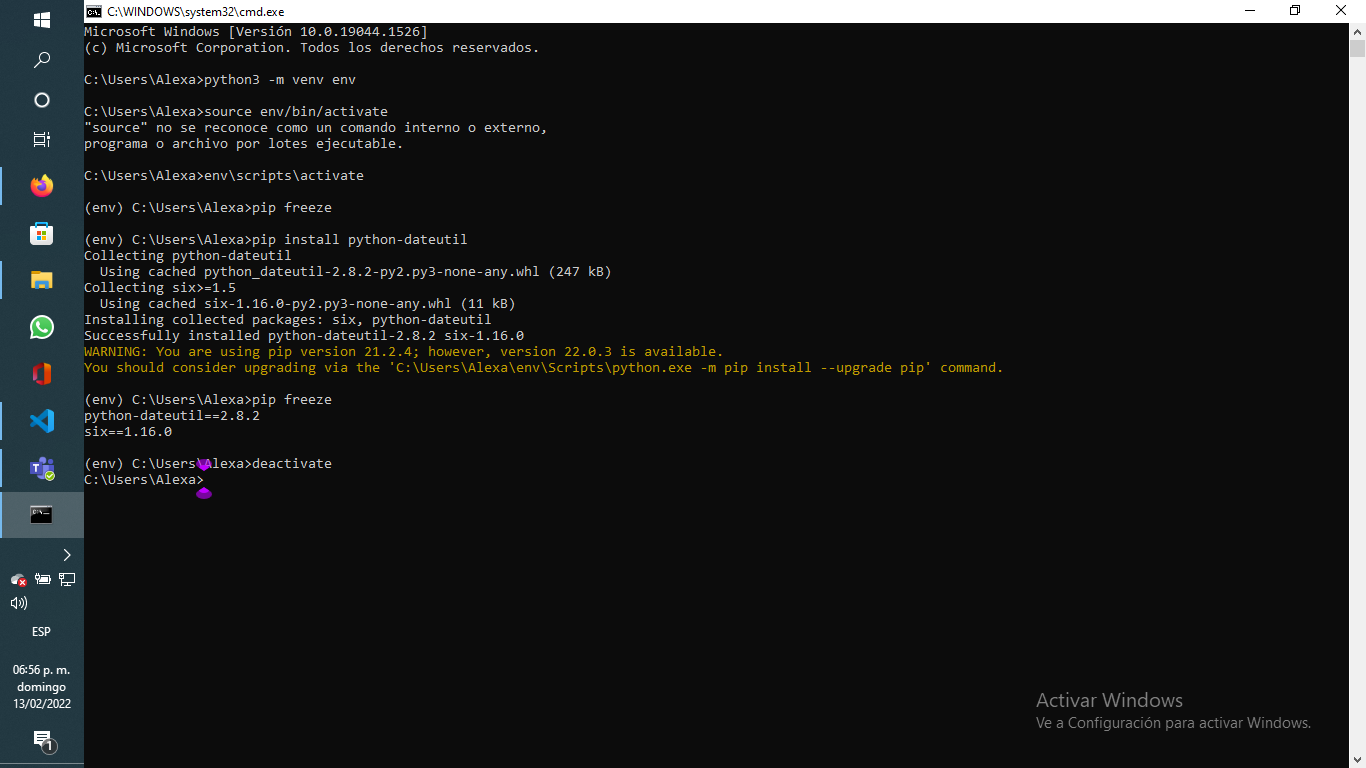 C:\WINDOWS\system32\cmd.exe
Microsoft Windows [Versión 10.0.19044.1526]
(c) Microsoft Corporation. Todos los derechos reservados.
C:\Users\Alexa>python3 -m venv env
C:\Users\Alexa>source env/bin/activate
"source" no se reconoce como un comando interno o externo,
programa o archivo por lotes ejecutable.
C:\Users\Alexa>env\scripts\activate
(env) C:\Users\Alexa>pip freeze
(env) C:\Users\Alexa>pip install python-dateutil
Collecting python-dateutil
  Using cached python_dateutil-2.8.2-py2.py3-none-any.whl (247 kB)
Collecting six>=1.5
  Using cached six-1.16.0-py2.py3-none-any.whl (11 kB)
Installing collected packages: six, python-dateutil
Successfully installed python-dateutil-2.8.2 six-1.16.0
WARNING: You are using pip version 21.2.4; however, version 22.0.3 is available.
You should consider upgrading via the 'C:\Users\Alexa\env\Scripts\python.exe -m pip install --upgrade pip' command.
(env) C:\Users\Alexa>pip freeze
python-dateutil==2.8.2
six==1.16.0
(env) C:\Users\Alexa>deactivate
C:\Users\Alexa>
ESP
06:56 p. m.
domingo
13/02/2022
1
Activar Windows
Ve a Configuración para activar Windows.